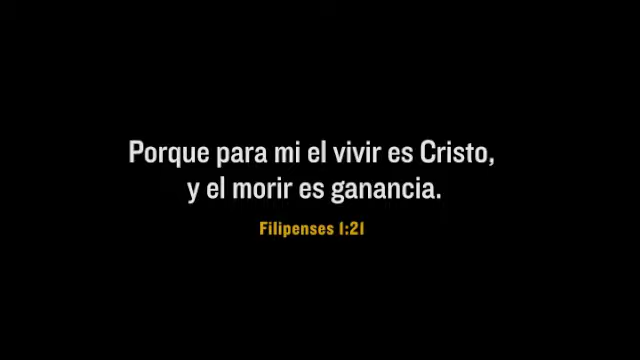 Porque para mi el vivir es Cristo,
y el morir es ganancia.
Filipenses 1:21